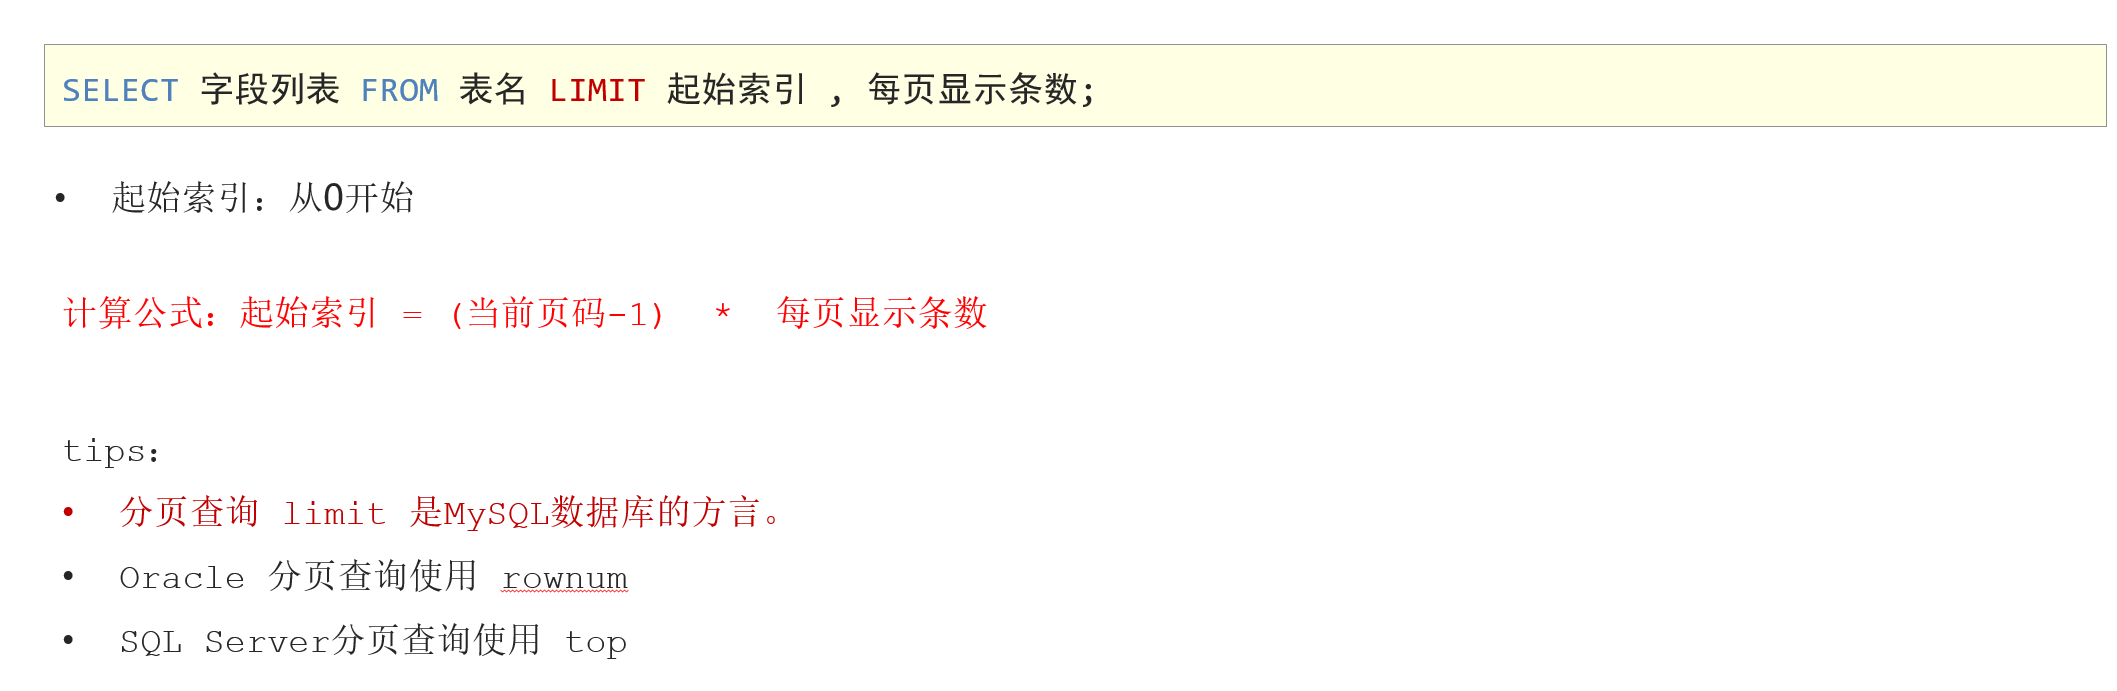 SELECT 字段列表 FROM 表名 LIMIT 起始索引 , 每页显示条数;
• 起始索引：从0开始
计算公式：起始索引 = (当前页码-1) * 每页显示条数
tips：
• 分页查询 limit 是MySQL数据库的方言。
• Oracle 分页查询使用 rownum
• SQL Server分页查询使用 top